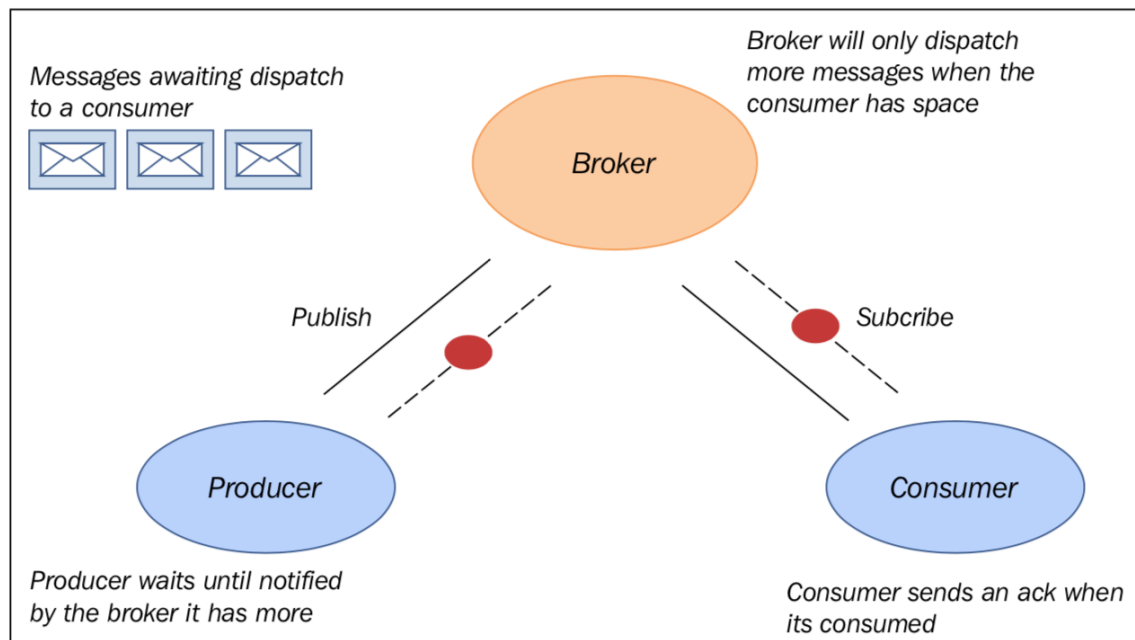 Messages awaiting dispatch
to a consumer
Broker will only dispatch
more messages when the
consumer has space
Broker
Publish
Subcribe
Producer
Consumer
Producer waits until notified
by the broker it has more
Consumer sends an ack when
its consumed